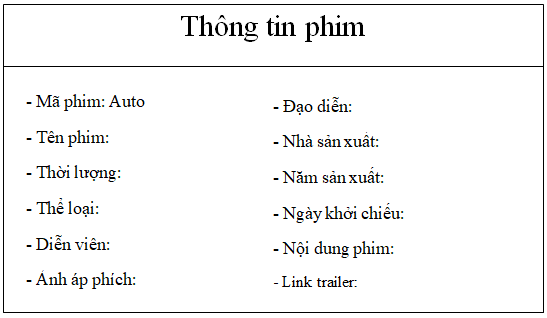 Thông tin phim
- Mã phim: Auto
- Tên phim:
- Thời lượng:
- Thể loại:
- Diễn viên:
- Ảnh áp phích:
- Đạo diễn:
- Nhà sản xuất:
- Năm sản xuất:
- Ngày khởi chiếu:
- Nội dung phim:
- Link trailer: